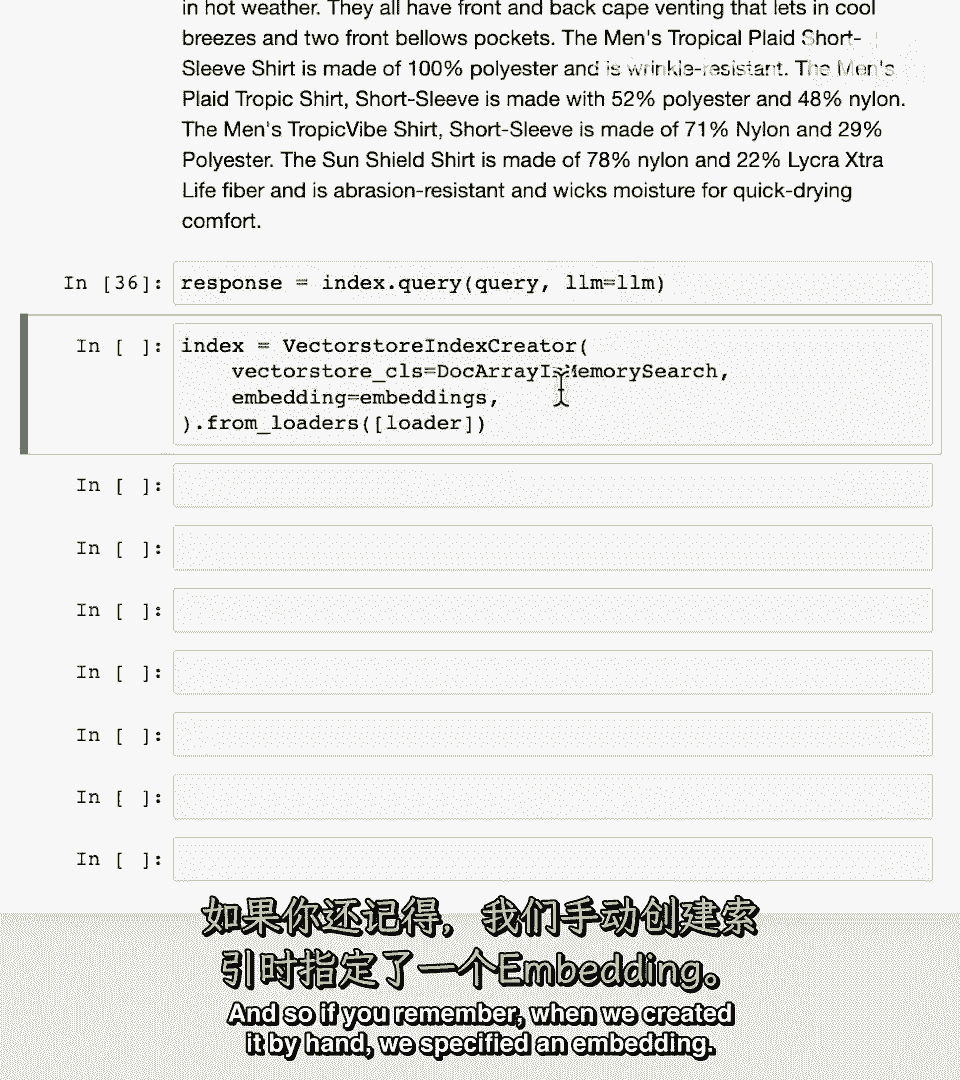 in hot weather. They all have front and back cape venting that lets in cool
breezes and two front bellows pockets. The Men's Tropical Plaid Short-
Sleeve Shirt is made of 100% polyester and is wrinkle-resistant. The Men's
Plaid Tropic Shirt, Short-Sleeve is made with 52% polyester and 48% nylon.
The Men's TropicVibe Shirt, Short-Sleeve is made of 71% Nylon and 29%
Polyester. The Sun Shield Shirt is made of 78% nylon and 22% Lycra Xtra
Life fiber and is abrasion-resistant and wicks moisture for quick-drying
comfort.
In [36]: response = index.query(query, llm=llm)
In [ ]: index = VectorstoreIndexCreator(
vectorstore_cls=DocArrayInMemorySearch,
embedding=embeddings,
).from_loaders([loader])
In [ ]:
In [ ]:
In [ ]:
In [ ]:
In [ ]:
In [ ]:
In [ ]:
如果你还记得，我们手动创建索
引时指定了一个Embedding。
And so if you remember, when we created
it by hand, we specified an embedding.